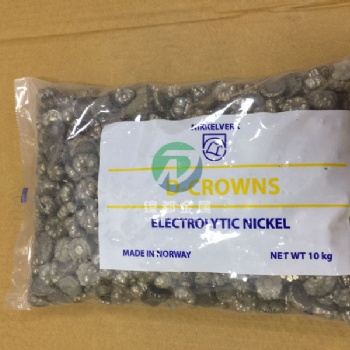 NIKKELVERK
D-CROWNS
ELECTROLYTIC NICKEL
MADE IN NORWAY
NET WT 10 kg